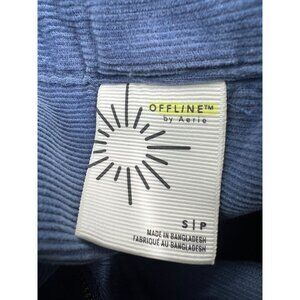 OFFLINE™
by Aerie
S|P
MADE IN BANGLADESH
FABRIQUÉ AU BANGLADESH